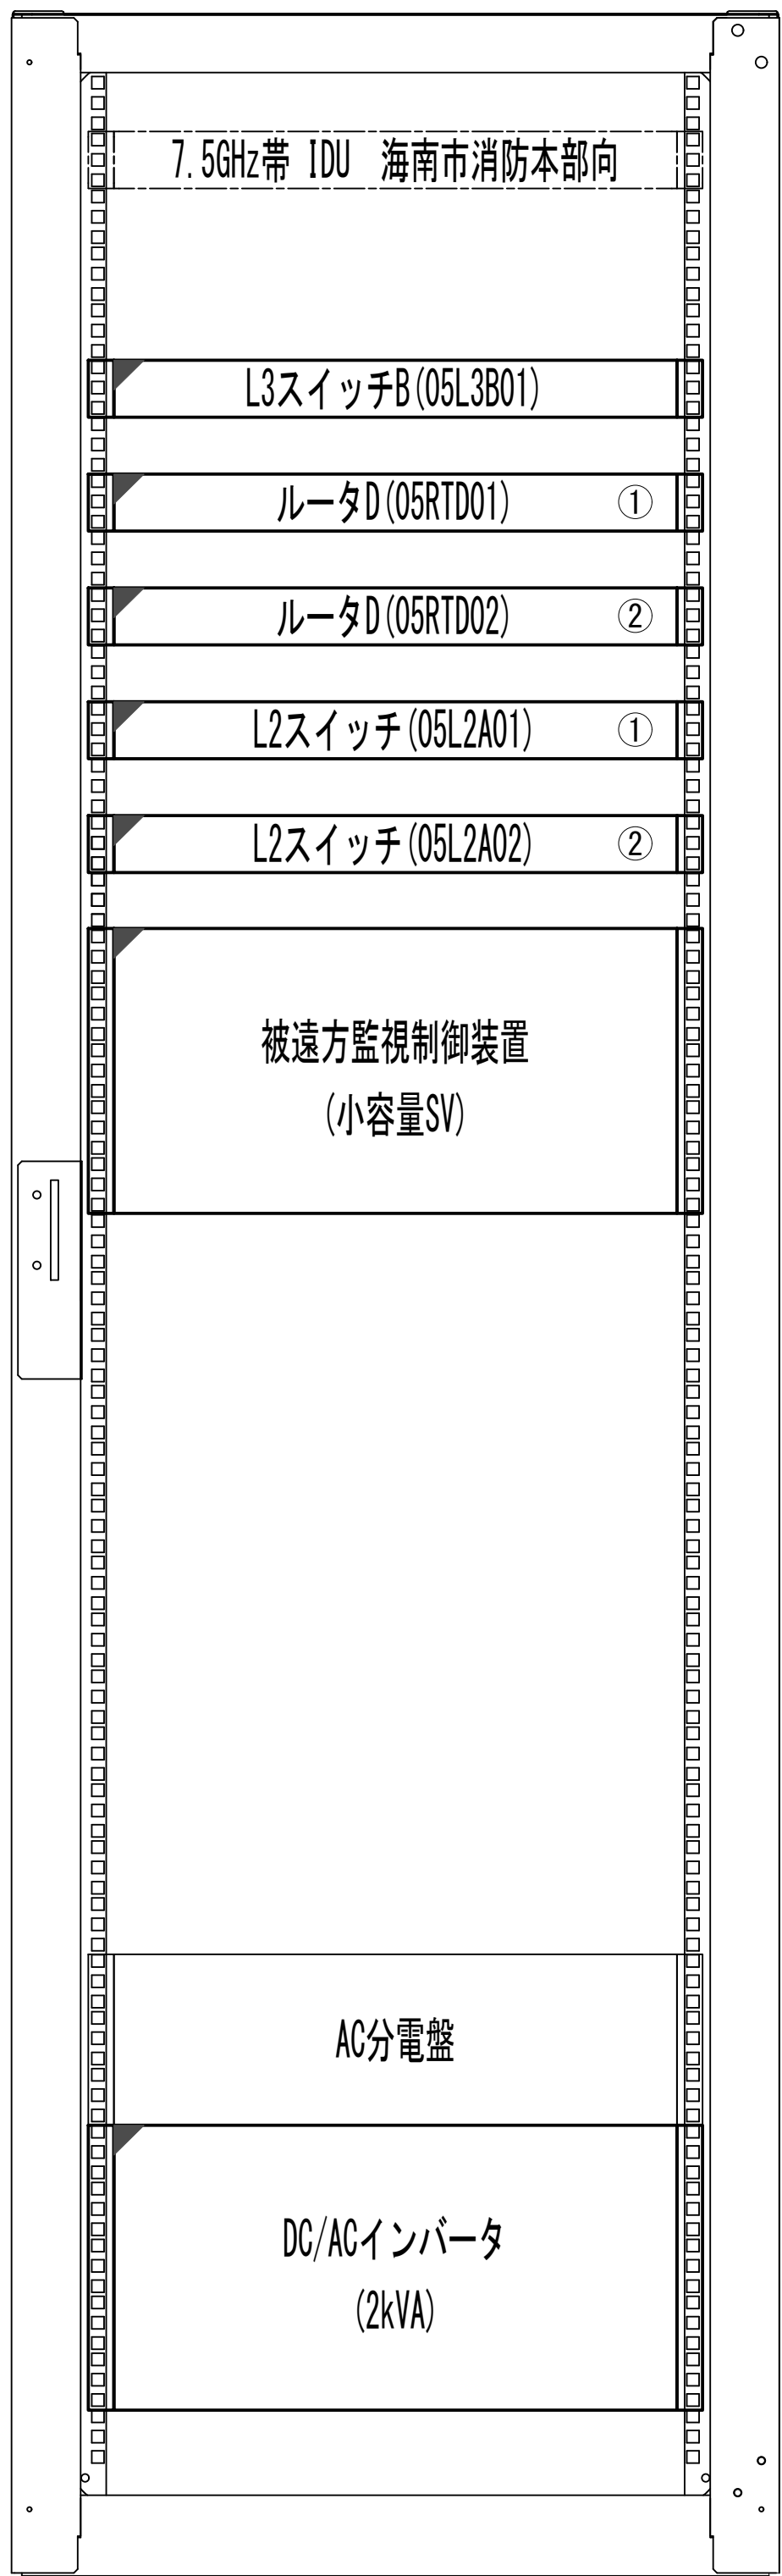 7.5GHz帯 IDU　海南市消防本部向
L3スイッチB(05L3B01)
ルータD(05RTD01) ①
ルータD(05RTD02) ②
L2スイッチ(05L2A01) ①
L2スイッチ(05L2A02) ②
被遠方監視制御装置
(小容量SV)
AC分電盤
DC/ACインバータ
(2kVA)